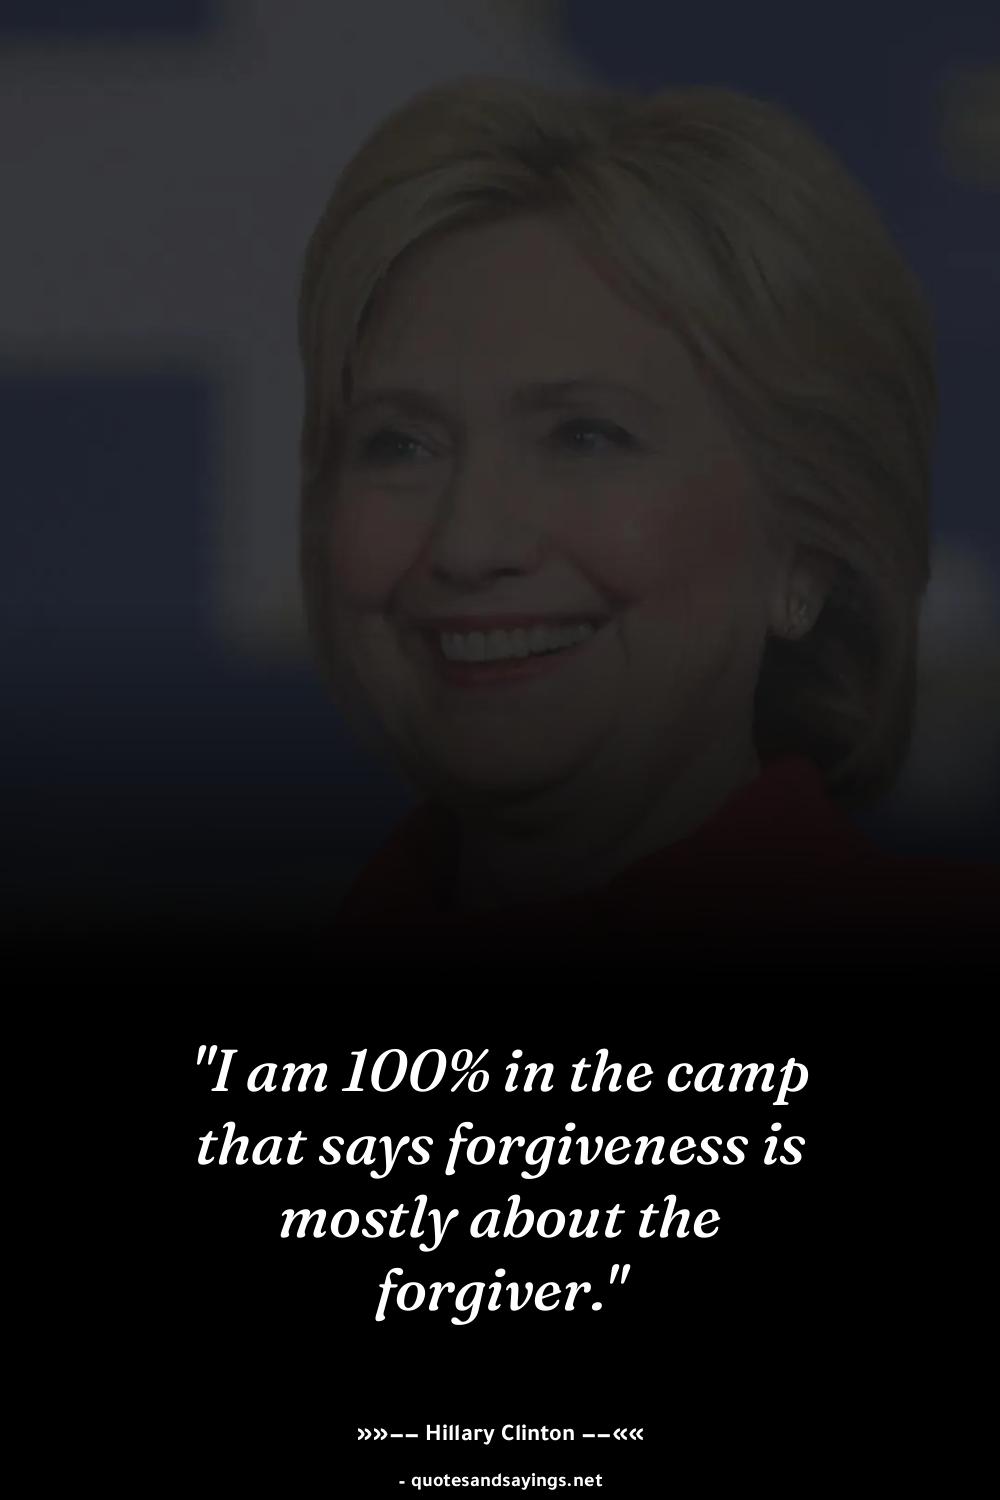 "I am 100% in the camp
that says forgiveness is
mostly about the
forgiver."
»»–– Hillary Clinton ––««
- quotesandsayings.net